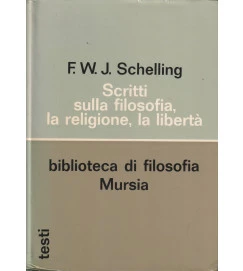 F. W. J. Schelling
Scritti
sulla filosofia,
la religione, la libertà
biblioteca di filosofia
Mursia
testi